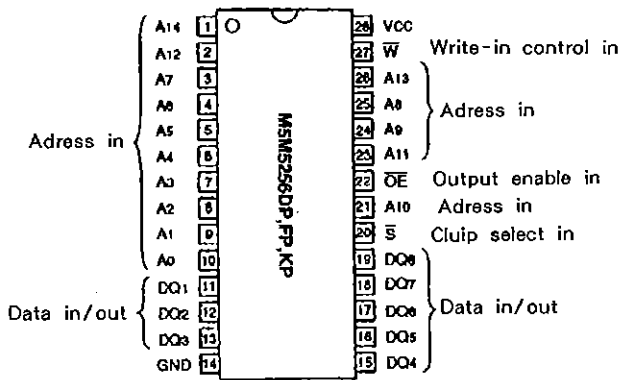 A14 1 28 VCC
A12 2 27 W Write-in control in
A7 3 26 A13
A6 4 25 A8
A5 5 24 A9
A4 6 23 A11
A3 7 22 OE Output enable in
A2 8 21 A10 Adress in
A1 9 20 S Cluip select in
A0 10 19 DQ8
DQ1 11 18 DQ7
DQ2 12 17 DQ6
DQ3 13 16 DQ5
GND 14 15 DQ4
Adress in
Data in/out
M5M5256DP,FP,KP
Adress in
Data in/out